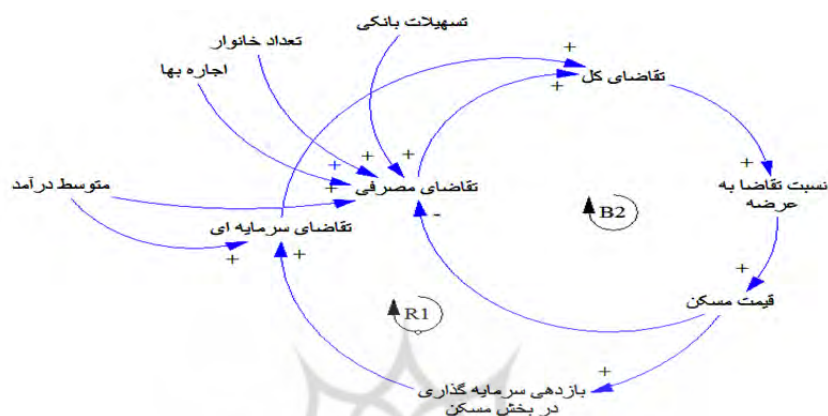 تسهیلات بانکی
تعداد خانوار
اجاره بها
+
+
تقاضای کل
متوسط درآمد
+
+
+
+
تقاضای مصرفی
+
نسبت تقاضا به
عرضه
-
B2
تقاضای سرمایه ای
+
+
+
قیمت مسکن
R1
+
بازدهی سرمایه گذاری
در بخش مسکن